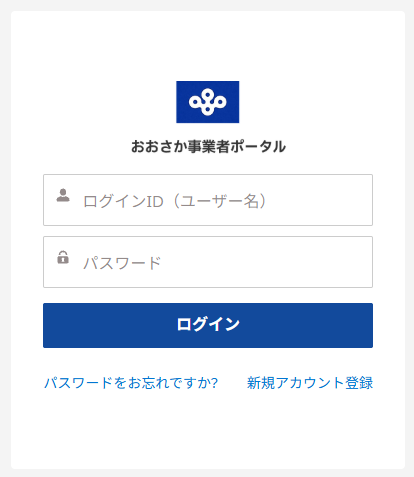 おおさか事業者ポータル
ログインID（ユーザー名）
パスワード
ログイン
パスワードをお忘れですか?
新規アカウント登録